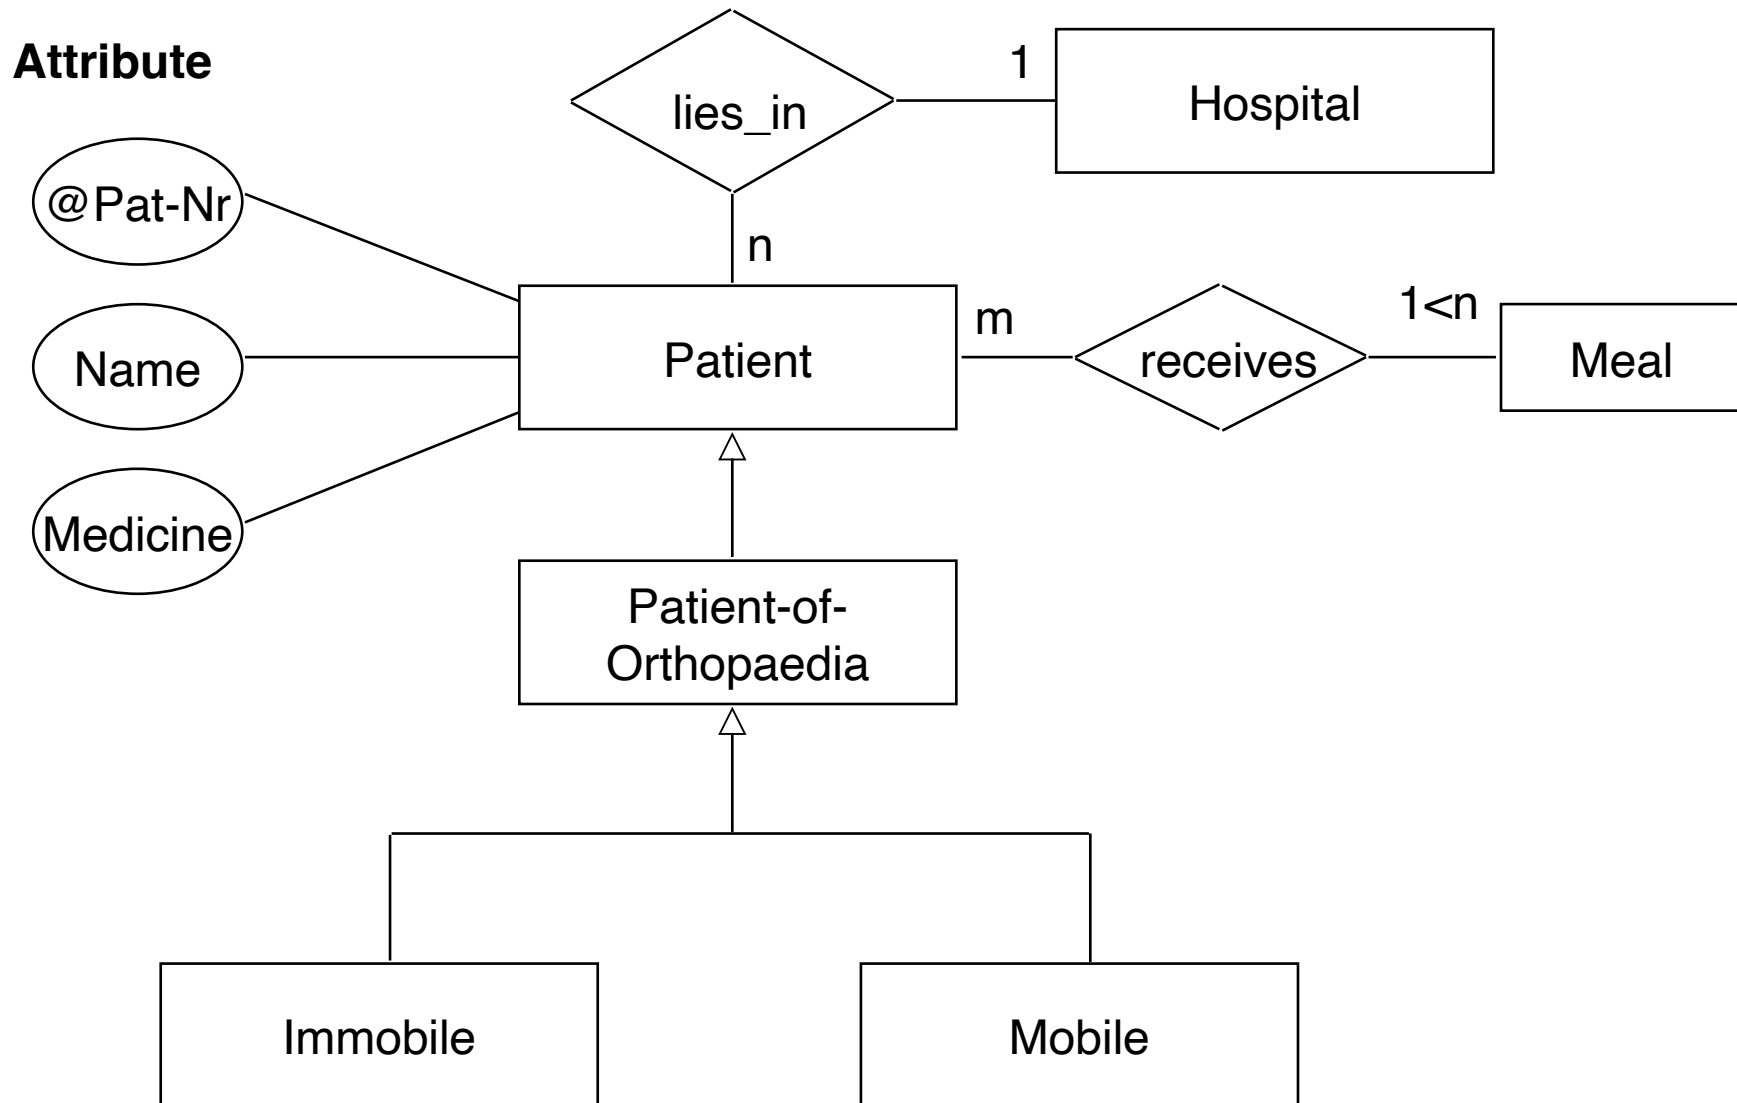 Attribute
lies_in
1
Hospital
@Pat-Nr
n
Name
Patient
m
receives
1<n
Meal
Medicine
Patient-of-
Orthopaedia
Immobile
Mobile